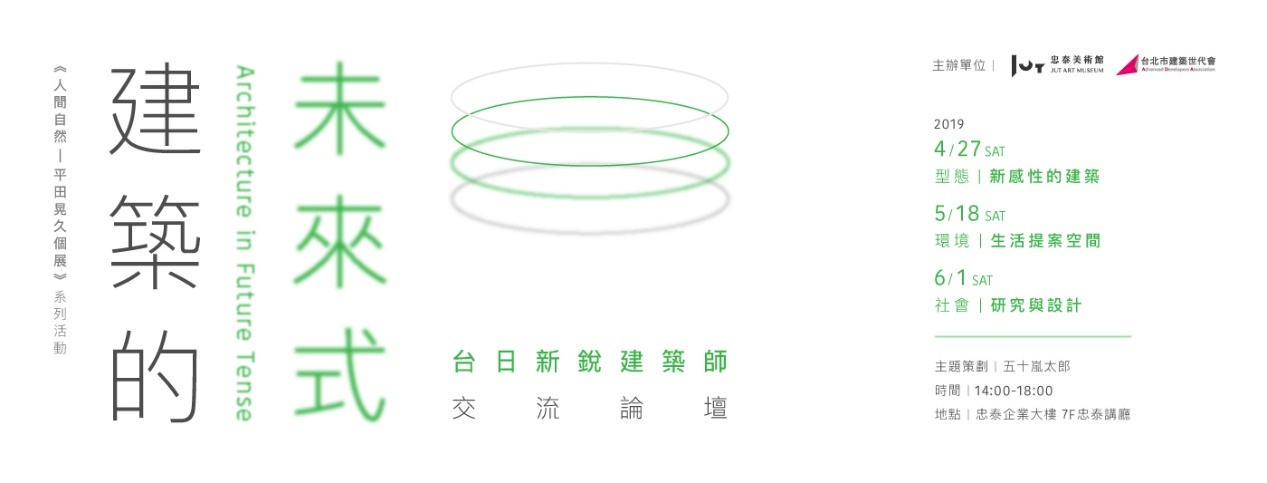 《人間自然—平田晃久個展》系列活動
建築的
Architecture in Future Tense
未來式
台日新銳建築師
交流論壇
主辦單位|
JUT
忠泰美術館
JUT ART MUSEUM
台北市建築世代會
Advanced Developers Association
2019
4/27 SAT
型態|新感性的建築
5/18 SAT
環境|生活提案空間
6/1 SAT
社會|研究與設計
主題策劃|五十嵐太郎
時間|14:00-18:00
地點|忠泰企業大樓 7F忠泰講廳